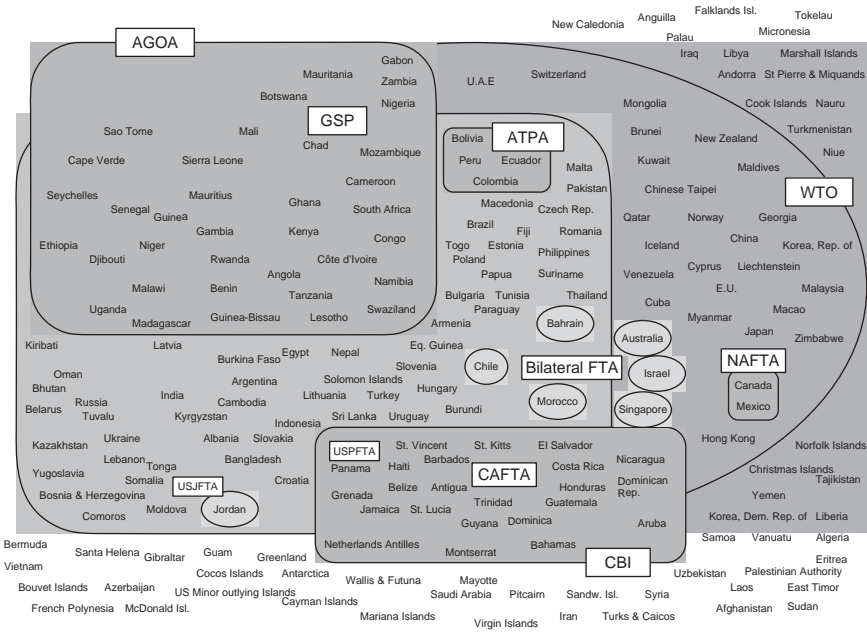 New Caledonia Anguilla Falklands Isl. Tokelau
Palau Micronesia
AGOA
Iraq Libya Marshall Islands
Gabon
Mauritania Zambia U.A.E Switzerland Andorra St Pierre & Miquands
Botswana Nigeria Mongolia Cook Islands Nauru
GSP
Sao Tome Mali Chad Bolivia ATPA Brunei New Zealand Turkmenistan
Cape Verde Sierra Leone Mozambique Peru Ecuador Malta Kuwait Maldives Niue
Cameroon Colombia Pakistan Chinese Taipei WTO
Seychelles Mauritius Ghana South Africa Macedonia Czech Rep.
Senegal Guinea Qatar Norway Georgia
Gambia Kenya Congo Brazil Fiji Romania China
Ethiopia Niger Togo Estonia Philippines Iceland Korea, Rep. of
Djibouti Rwanda Côte d'Ivoire Poland
Angola Papua Suriname Venezuela Cyprus Liechtenstein
Malawi Benin Tanzania Namibia Bulgaria Tunisia Thailand Cuba E.U. Malaysia
Uganda Guinea-Bissau Lesotho Swaziland Paraguay Myanmar Macao
Madagascar Armenia Bahrain Japan Zimbabwe
Kiribati Latvia Eq. Guinea Australia
Burkina Faso Egypt Nepal Slovenia Chile Bilateral FTA NAFTA
Oman Argentina Solomon Islands Israel
Bhutan India Lithuania Turkey Hungary Canada
Belarus Russia Cambodia Morocco Singapore Mexico
Tuvalu Kyrgyzstan Indonesia Sri Lanka Uruguay Burundi
Kazakhstan Ukraine Albania Slovakia USPFTA St. Vincent St. Kitts El Salvador Hong Kong Norfolk Islands
Lebanon Tonga Bangladesh Panama Haiti Barbados CAFTA Costa Rica Nicaragua Christmas Islands
Yugoslavia Somalia USJFTA Croatia Belize Antigua Honduras Dominican Rep. Tajikistan
Bosnia & Herzegovina Grenada Trinidad Guatemala Yemen
Comoros Moldova Jordan Jamaica St. Lucia Guyana Dominica Aruba Korea, Dem. Rep. of Liberia
Bermuda Netherlands Antilles Montserrat Bahamas CBI Samoa Vanuatu Algeria
Santa Helena Gibraltar Guam Greenland Eritrea
Vietnam Cocos Islands Antarctica Wallis & Futuna Mayotte Uzbekistan Palestinian Authority
Bouvet Islands Azerbaijan US Minor outlying Islands Saudi Arabia Pitcairn Sandw. Isl. Syria Laos East Timor
French Polynesia McDonald Isl. Cayman Islands Mariana Islands Virgin Islands Iran Turks & Caicos Afghanistan Sudan